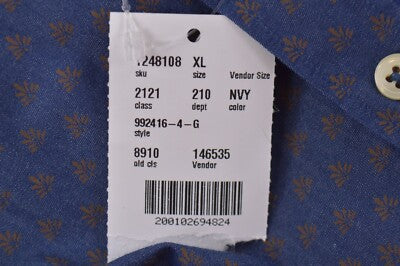 1248108 XL
sku size Vendor Size
2121 210 NVY
class dept color
992416-4-G
style
8910 146535
old cls Vendor
200102694824